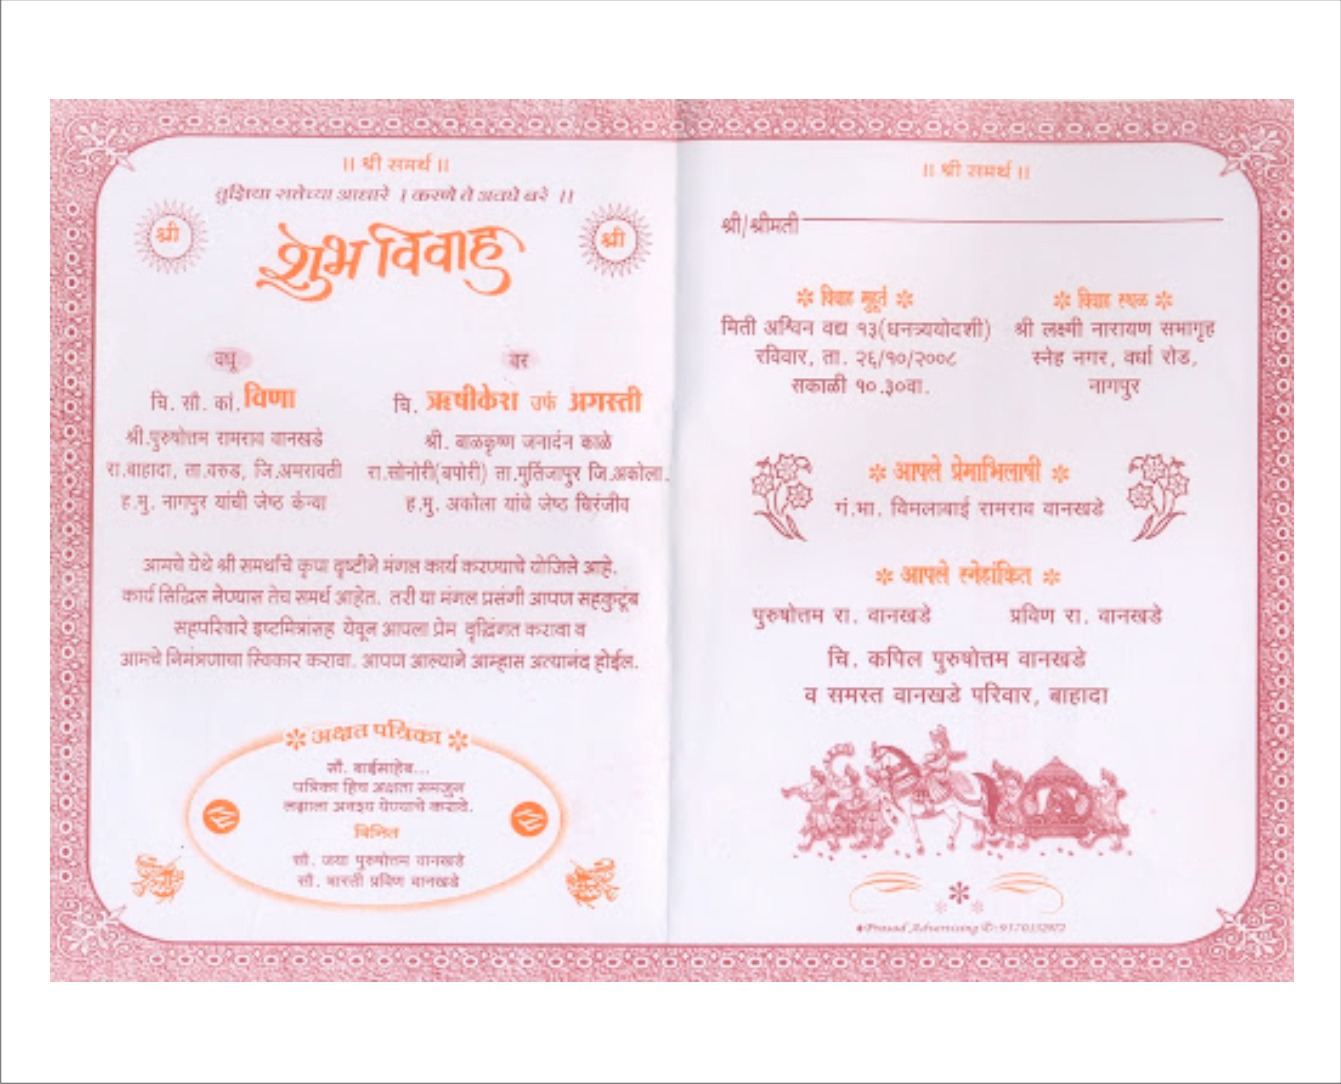 ॥ श्री समर्थ ॥
तुझिया सत्तेच्या आधारे । करणे ते अवघे बरे ॥
श्री
शुभ विवाह
श्री
वधू
वर
चि. सौ. कां. विणा
चि. ऋषीकेश उर्फ अगस्ती
श्री.पुरुषोत्तम रामराव वानखडे
श्री. बाळकृष्ण जनार्दन काळे
रा.बाहादा, ता.वरुड, जि.अमरावती
रा.सोनोरी(बपोरी) ता.मुर्तिजापुर जि.अकोला.
ह.मु. नागपुर यांची जेष्ठ कन्या
ह.मु. अकोला यांचे जेष्ठ चिरंजीव
आमचे येथे श्री समर्थांचे कृपा दृष्टीने मंगल कार्य करण्याचे योजिले आहे.
कार्य सिद्धिस नेण्यास तेच समर्थ आहेत. तरी या मंगल प्रसंगी आपण सहकुटूंब
सहपरिवारे इष्टमित्रांसह येवून आपला प्रेम वृद्धिंगत करावा व
आमचे निमंत्रणाचा स्विकार करावा. आपण आल्याने आम्हास अत्यानंद होईल.
अक्षत पत्रिका
सौ. बाईसाहेब...
पत्रिका हिच अक्षता समजुन
लग्नाला अवश्य येण्याचे करावे.
विनित
सौ. जया पुरुषोत्तम वानखडे
सौ. भारती प्रविण वानखडे
॥ श्री समर्थ ॥
श्री/श्रीमती
विवाह मुहूर्त
विवाह स्थळ
मिती अश्विन वद्य १३(धनत्र्ययोदशी)
श्री लक्ष्मी नारायण सभागृह
रविवार, ता. २६/१०/२००८
स्नेह नगर, वर्धा रोड,
सकाळी १०.३०वा.
नागपुर
आपले प्रेमाभिलाषी
गं.भा. विमलाबाई रामराव वानखडे
आपले स्नेहांकित
पुरुषोत्तम रा. वानखडे
प्रविण रा. वानखडे
चि. कपिल पुरुषोत्तम वानखडे
व समस्त वानखडे परिवार, बाहादा
Prasad Advertising